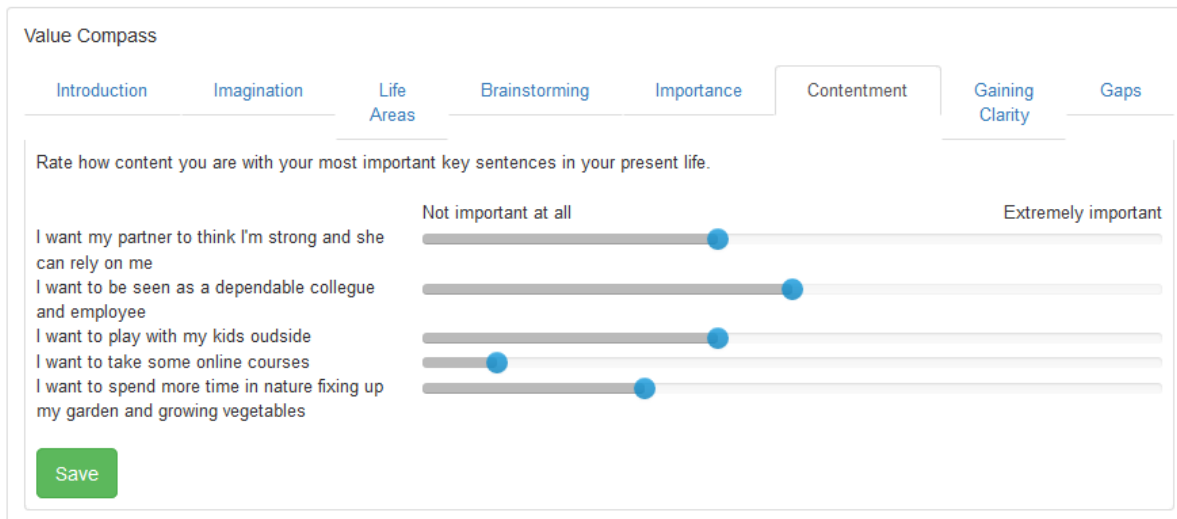 Value Compass
Introduction
Imagination
Life
Areas
Brainstorming
Importance
Contentment
Gaining
Clarity
Gaps
Rate how content you are with your most important key sentences in your present life.
Not important at all
Extremely important
I want my partner to think I'm strong and she
can rely on me
I want to be seen as a dependable collegue
and employee
I want to play with my kids oudside
I want to take some online courses
I want to spend more time in nature fixing up
my garden and growing vegetables
Save